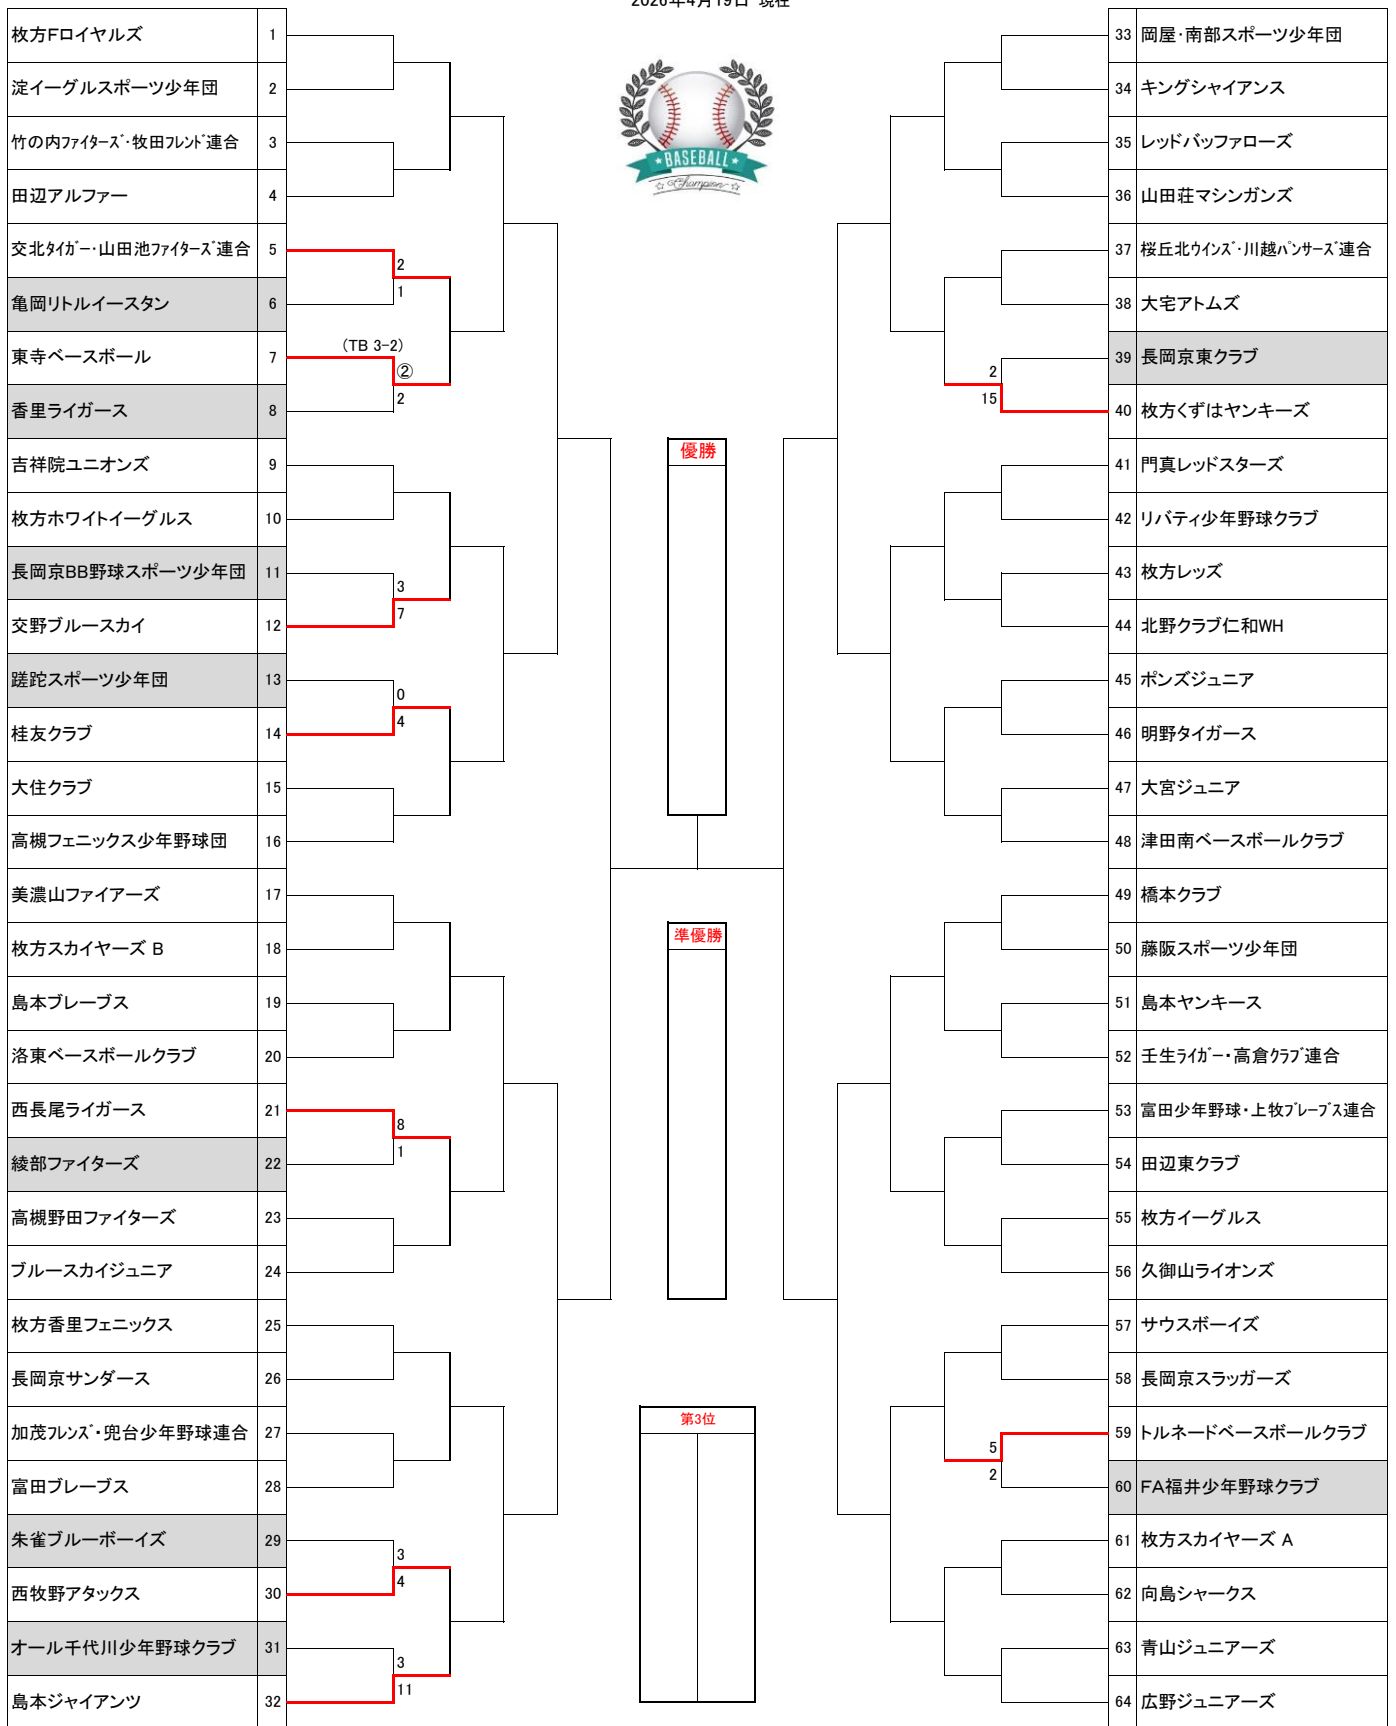 2026年4月19日 現在
枚方Fロイヤルズ 1
淀イーグルスポーツ少年団 2
竹の内ファイターズ・牧田フレンド連合 3
田辺アルファー 4
交北タイガー・山田池ファイターズ連合 5
2
1
亀岡リトルイースタン 6
東寺ベースボール 7
(TB 3-2)
②
2
香里ライガース 8
吉祥院ユニオンズ 9
枚方ホワイトイーグルス 10
長岡京BB野球スポーツ少年団 11
3
7
交野ブルースカイ 12
蹉跎スポーツ少年団 13
0
4
桂友クラブ 14
大住クラブ 15
高槻フェニックス少年野球団 16
美濃山ファイアーズ 17
枚方スカイヤーズ B 18
島本ブレーブス 19
洛東ベースボールクラブ 20
西長尾ライガース 21
8
1
綾部ファイターズ 22
高槻野田ファイターズ 23
ブルースカイジュニア 24
枚方香里フェニックス 25
長岡京サンダース 26
加茂フレンズ・兜台少年野球連合 27
富田ブレーブス 28
朱雀ブルーボーイズ 29
3
4
西牧野アタックス 30
オール千代川少年野球クラブ 31
3
11
島本ジャイアンツ 32
BASEBALL
Champion
優勝
準優勝
第3位
33 岡屋・南部スポーツ少年団
34 キングシャイアンス
35 レッドバッファローズ
36 山田荘マシンガンズ
37 桜丘北ウインズ・川越パンサーズ連合
38 大宅アトムズ
39 長岡京東クラブ
2
15
40 枚方くずはヤンキーズ
41 門真レッドスターズ
42 リバティ少年野球クラブ
43 枚方レッズ
44 北野クラブ仁和WH
45 ポンズジュニア
46 明野タイガース
47 大宮ジュニア
48 津田南ベースボールクラブ
49 橋本クラブ
50 藤阪スポーツ少年団
51 島本ヤンキース
52 壬生ライガー・高倉クラブ連合
53 富田少年野球・上牧ブレーブス連合
54 田辺東クラブ
55 枚方イーグルス
56 久御山ライオンズ
57 サウスボーイズ
58 長岡京スラッガーズ
59 トルネードベースボールクラブ
5
2
60 FA福井少年野球クラブ
61 枚方スカイヤーズ A
62 向島シャークス
63 青山ジュニアーズ
64 広野ジュニアーズ